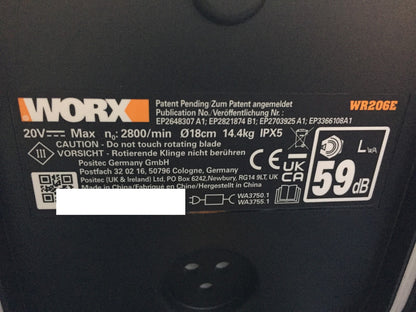 WORX
Patent Pending/Zum Patent angemeldet
Publication No./Veröffentlichung Nr.:
EP2648307 A1; EP2821874 B1; EP2703925 A1; EP3366108A1
WR206E
20V Max n₀: 2800/min Ø18cm 14.4kg IPX5
CAUTION - Do not touch rotating blade
VORSICHT - Rotierende Klinge nicht berühren
Positec Germany GmbH
Postfach 32 02 16, 50796 Cologne, Germany
Positec (UK & Ireland) Ltd, PO Box 6242, Newbury, RG14 9LT, UK
Made in China/Fabriqué en Chine/Hergestellt in China
WA3750.1
WA3755.1
III
CE
UK
CA
LWA
59dB